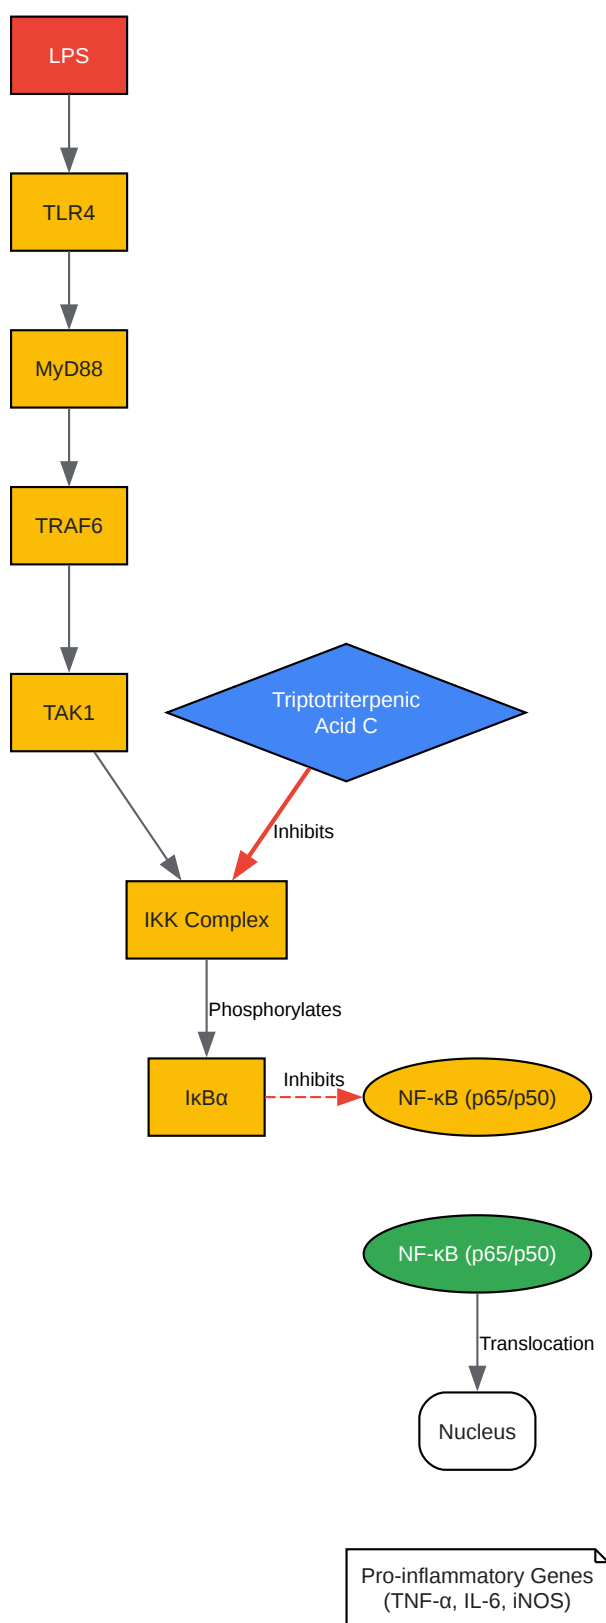 LPS
TLR4
MyD88
TRAF6
TAK1
Triptotriterpenic
Acid C
Inhibits
IKK Complex
Phosphorylates
IκBα
Inhibits
NF-κB (p65/p50)
NF-κB (p65/p50)
Translocation
Nucleus
Pro-inflammatory Genes
(TNF-α, IL-6, iNOS)